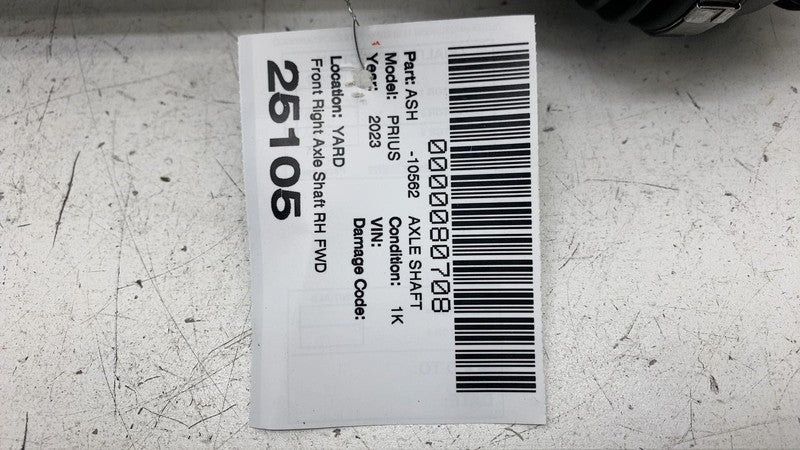 0000080708
Part: ASH -10562 AXLE SHAFT
Model: PRIUS Condition: 1K
Year: 2023 VIN:
Damage Code:
Location: YARD
Front Right Axle Shaft RH FWD
25105